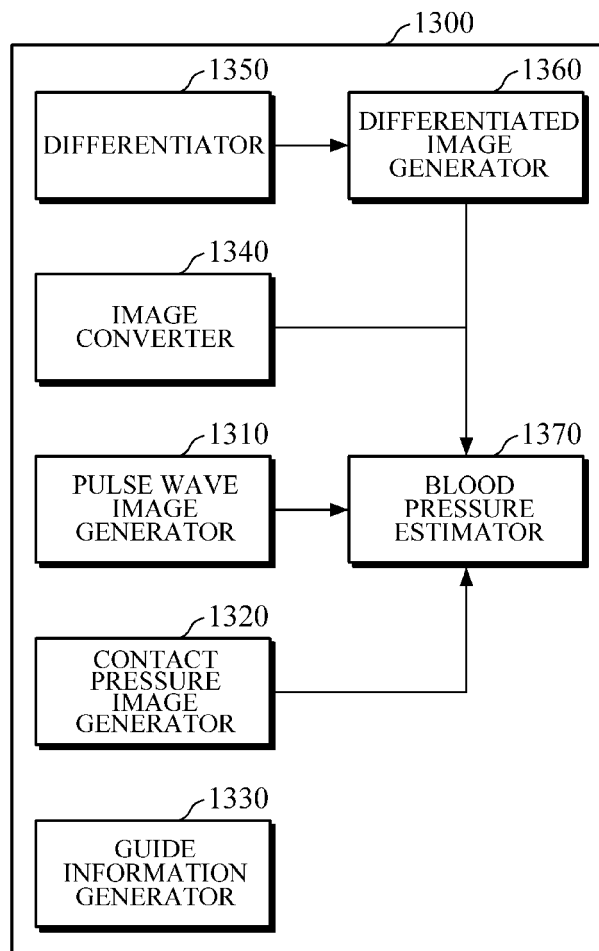 1300
1350
DIFFERENTIATOR
1360
DIFFERENTIATED
IMAGE
GENERATOR
1340
IMAGE
CONVERTER
1310
PULSE WAVE
IMAGE
GENERATOR
1370
BLOOD
PRESSURE
ESTIMATOR
1320
CONTACT
PRESSURE
IMAGE
GENERATOR
1330
GUIDE
INFORMATION
GENERATOR